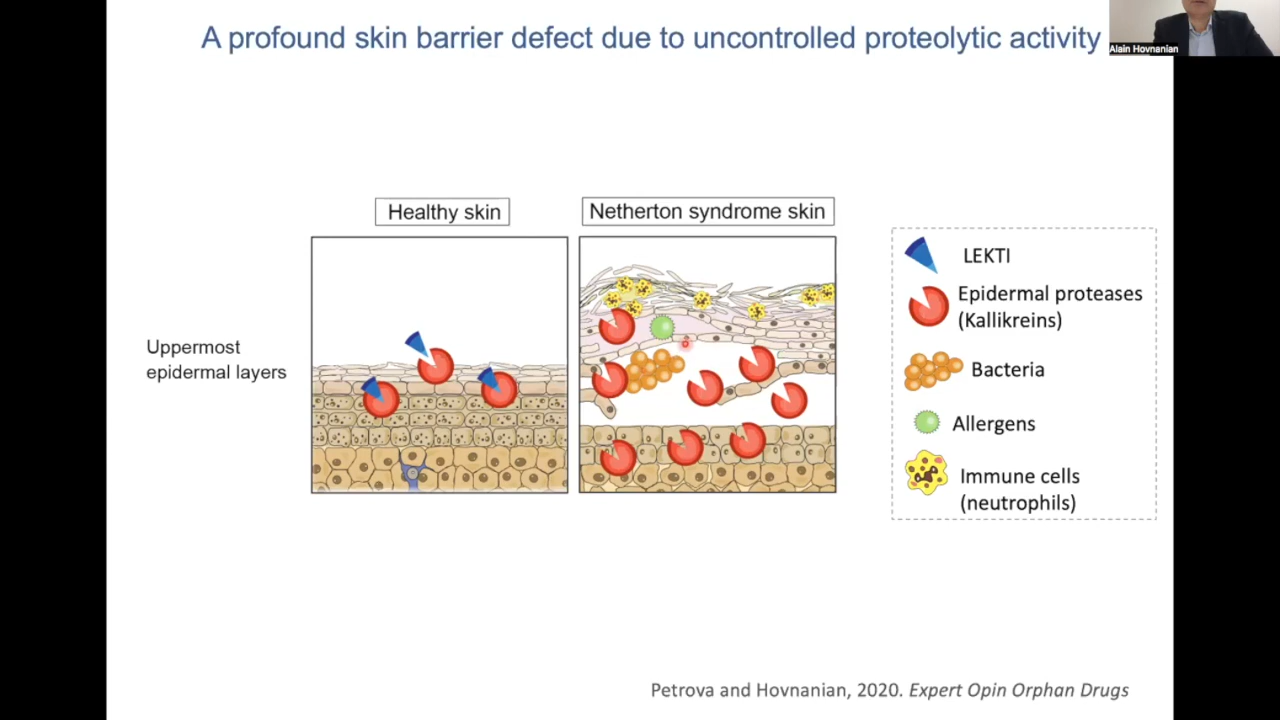 A profound skin barrier defect due to uncontrolled proteolytic activity
Alain Hovnanian
Healthy skin
Netherton syndrome skin
Uppermost
epidermal layers
LEKTI
Epidermal proteases
(Kallikreins)
Bacteria
Allergens
Immune cells
(neutrophils)
Petrova and Hovnanian, 2020. Expert Opin Orphan Drugs